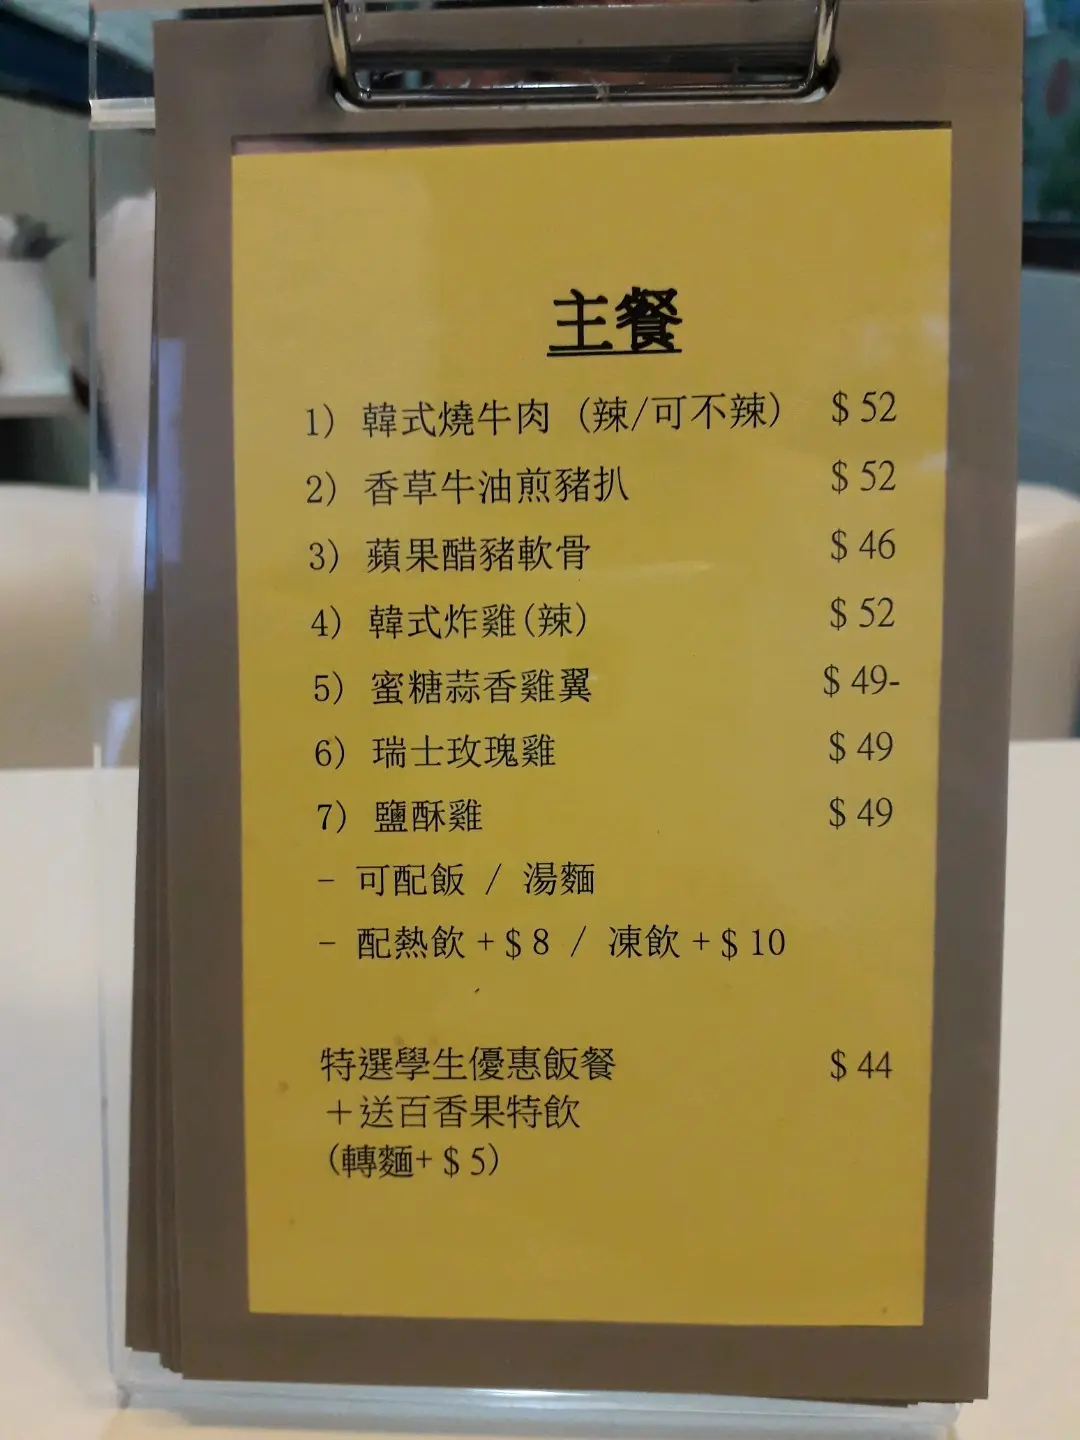 主餐
1) 韓式燒牛肉 (辣/可不辣) $ 52
2) 香草牛油煎豬扒 $ 52
3) 蘋果醋豬軟骨 $ 46
4) 韓式炸雞(辣) $ 52
5) 蜜糖蒜香雞翼 $ 49-
6) 瑞士玫瑰雞 $ 49
7) 鹽酥雞 $ 49
- 可配飯 / 湯麵
- 配熱飲 + $ 8 / 凍飲 + $ 10
特選學生優惠飯餐 $ 44
＋送百香果特飲
(轉麵+ $ 5)